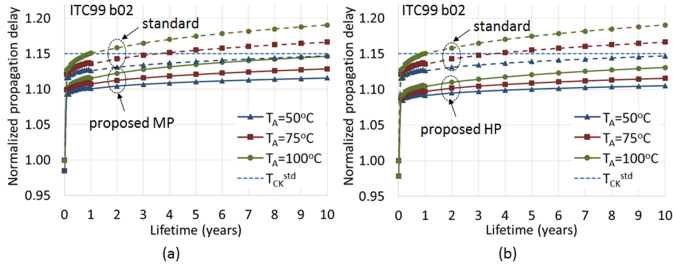 ITC99 b02
Normalized propagation delay
1.20
1.15
1.10
1.00
0.95
standard
proposed MP
T_A=50°C
T_A=75°C
T_A=100°C
T_CK^std
0 1 2 3 4 5 6 7 8 9 10
Lifetime (years)
(a)
ITC99 b02
Normalized propagation delay
1.20
1.15
1.10
1.00
0.95
standard
proposed HP
T_A=50°C
T_A=75°C
T_A=100°C
T_CK^std
0 1 2 3 4 5 6 7 8 9 10
Lifetime (years)
(b)